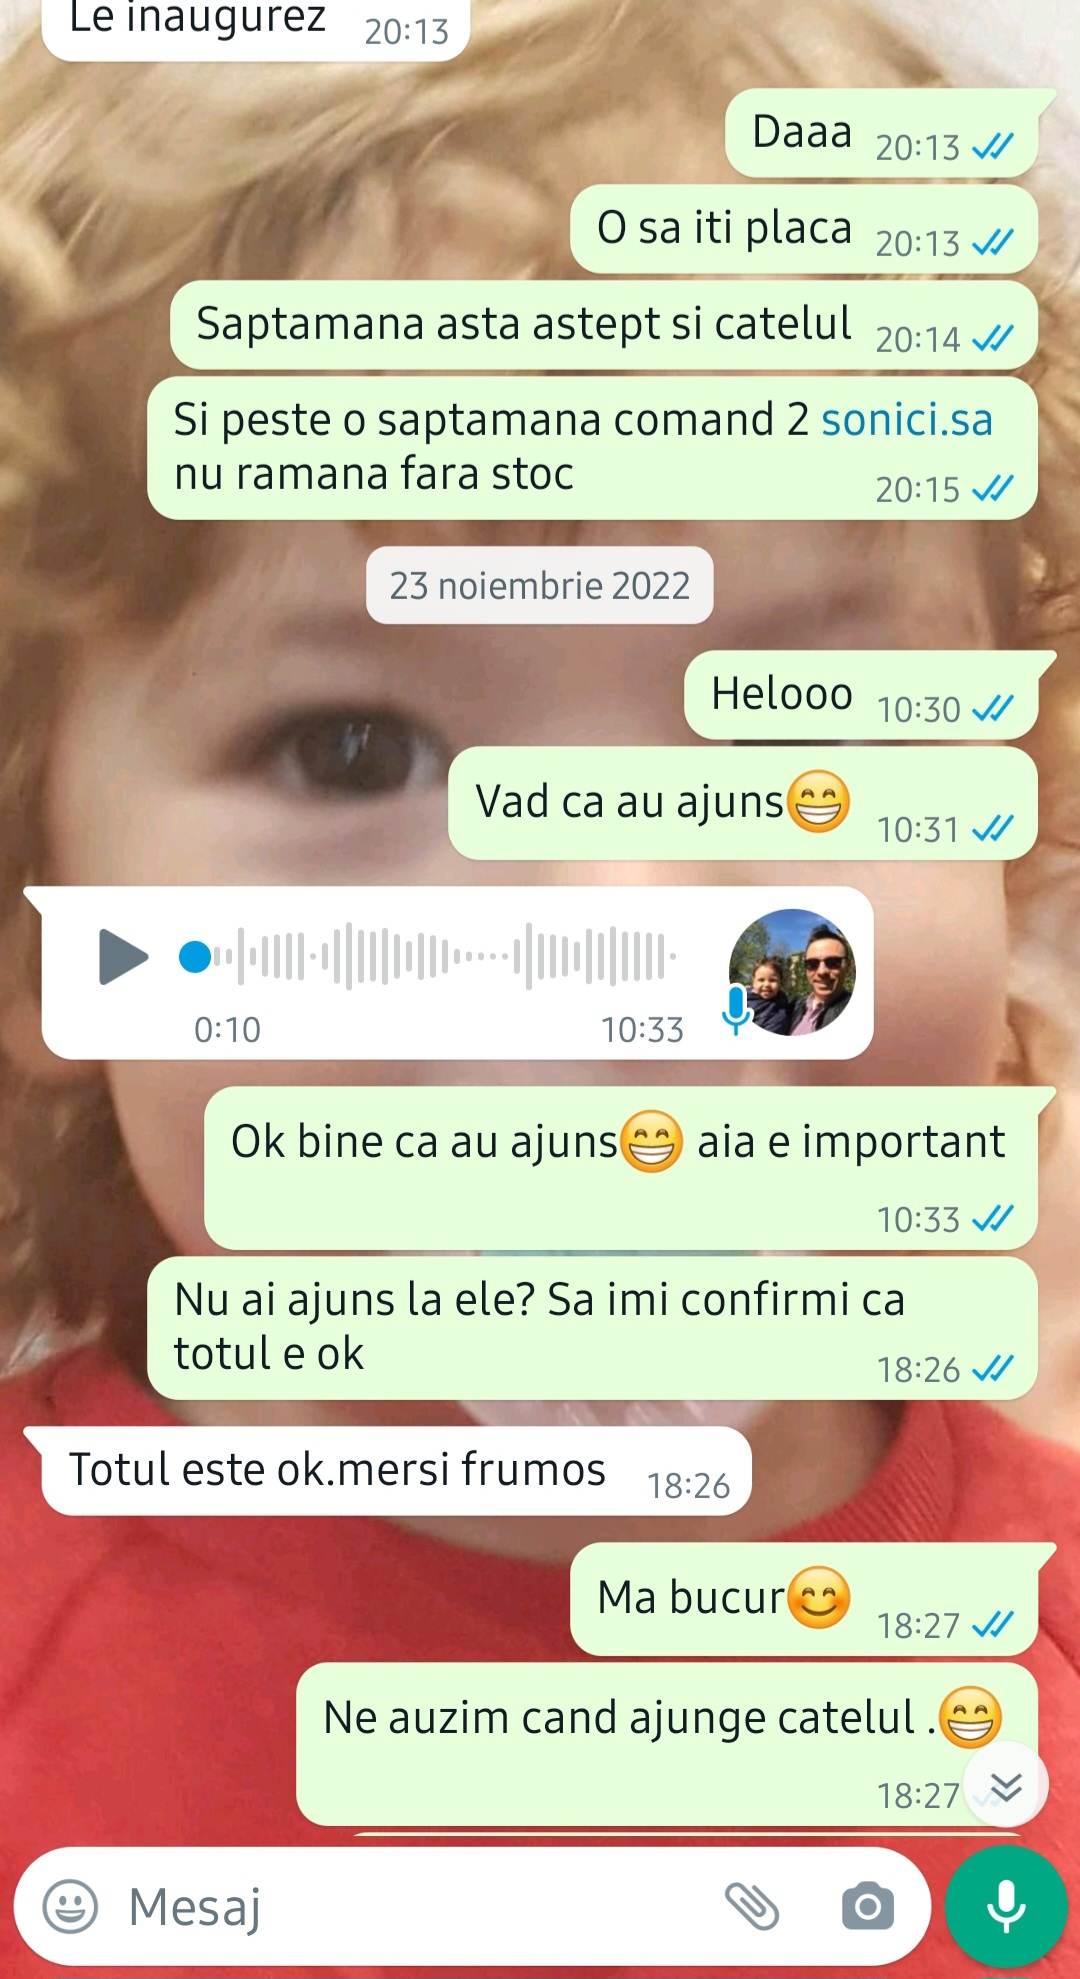 Le inaugurez 20:13
Daaa 20:13
O sa iti placa 20:13
Saptamana asta astept si catelul 20:14
Si peste o saptamana comand 2 sonici.sa
nu ramana fara stoc 20:15
23 noiembrie 2022
Helooo 10:30
Vad ca au ajuns😁 10:31
0:10 10:33
Ok bine ca au ajuns😁 aia e important
10:33
Nu ai ajuns la ele? Sa imi confirmi ca
totul e ok 18:26
Totul este ok.mersi frumos 18:26
Ma bucur😊 18:27
Ne auzim cand ajunge catelul .😁
18:27
Mesaj